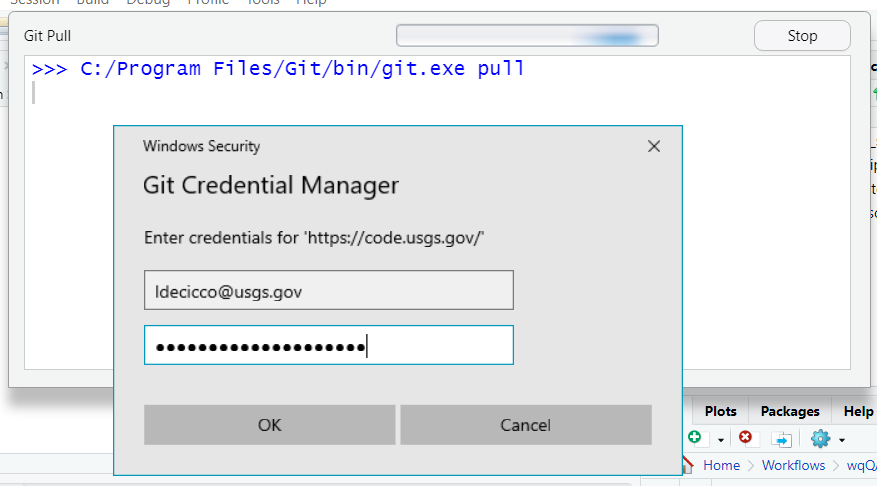 Session Build Debug Profile Tools Help
Git Pull
Stop
>>> C:/Program Files/Git/bin/git.exe pull
Windows Security
Git Credential Manager
Enter credentials for 'https://code.usgs.gov/'
ldecicco@usgs.gov
••••••••••••••••••••
OK Cancel
Plots Packages Help
Home Workflows wqQA